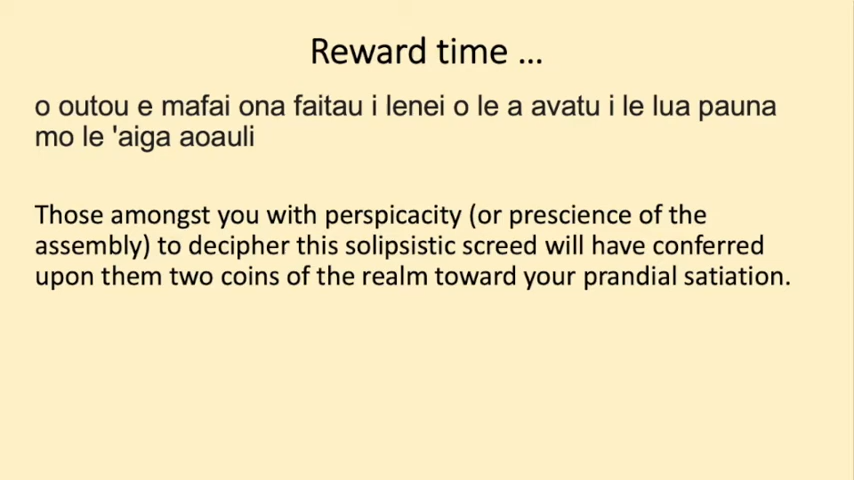 Reward time ...
o outou e mafai ona faitau i lenei o le a avatu i le lua pauna
mo le 'aiga aoauli
Those amongst you with perspicacity (or prescience of the
assembly) to decipher this solipsistic screed will have conferred
upon them two coins of the realm toward your prandial satiation.